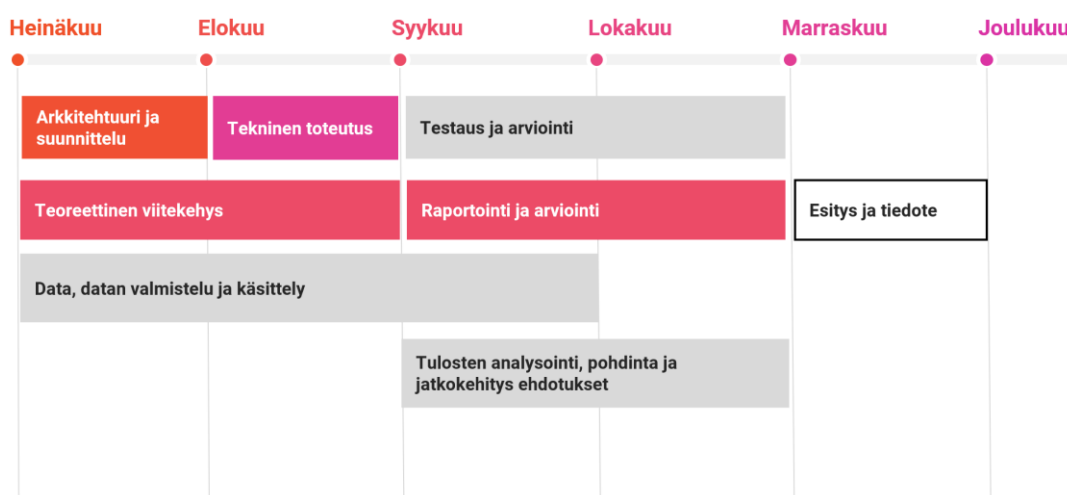 Heinäkuu
Elokuu
Syykuu
Lokakuu
Marraskuu
Joulukuu
Arkkitehtuuri ja
suunnittelu
Tekninen toteutus
Testaus ja arviointi
Teoreettinen viitekehys
Raportointi ja arviointi
Esitys ja tiedote
Data, datan valmistelu ja käsittely
Tulosten analysointi, pohdinta ja
jatkokehitys ehdotukset